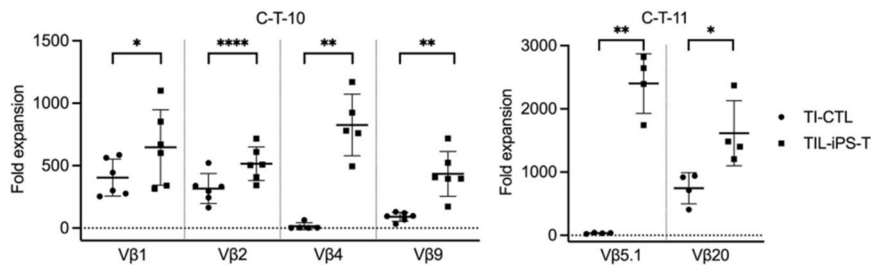 C-T-10
C-T-11
Fold expansion
1500
1000
500
0
*
****
**
**
Vβ1
Vβ2
Vβ4
Vβ9
Fold expansion
3000
2000
1000
0
**
*
Vβ5.1
Vβ20
TI-CTL
TIL-iPS-T